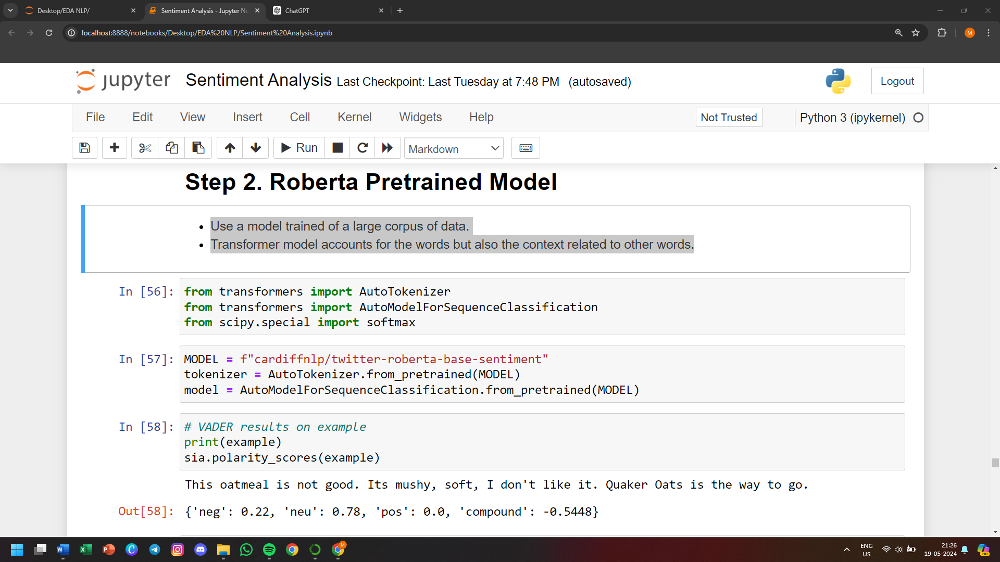 Desktop/EDA NLP/
Sentiment Analysis - Jupyter No
ChatGPT
localhost:8888/notebooks/Desktop/EDA%20NLP/Sentiment%20Analysis.ipynb
M
jupyter
Sentiment Analysis Last Checkpoint: Last Tuesday at 7:48 PM (autosaved)
Logout
File Edit View Insert Cell Kernel Widgets Help
Not Trusted
Python 3 (ipykernel)
Run
Markdown
Step 2. Roberta Pretrained Model
• Use a model trained of a large corpus of data.
• Transformer model accounts for the words but also the context related to other words.
In [56]:
from transformers import AutoTokenizer
from transformers import AutoModelForSequenceClassification
from scipy.special import softmax
In [57]:
MODEL = f"cardiffnlp/twitter-roberta-base-sentiment"
tokenizer = AutoTokenizer.from_pretrained(MODEL)
model = AutoModelForSequenceClassification.from_pretrained(MODEL)
In [58]:
# VADER results on example
print(example)
sia.polarity_scores(example)
This oatmeal is not good. Its mushy, soft, I don't like it. Quaker Oats is the way to go.
Out[58]:
{'neg': 0.22, 'neu': 0.78, 'pos': 0.0, 'compound': -0.5448}
M
ENG
US
21:26
19-05-2024
PRE